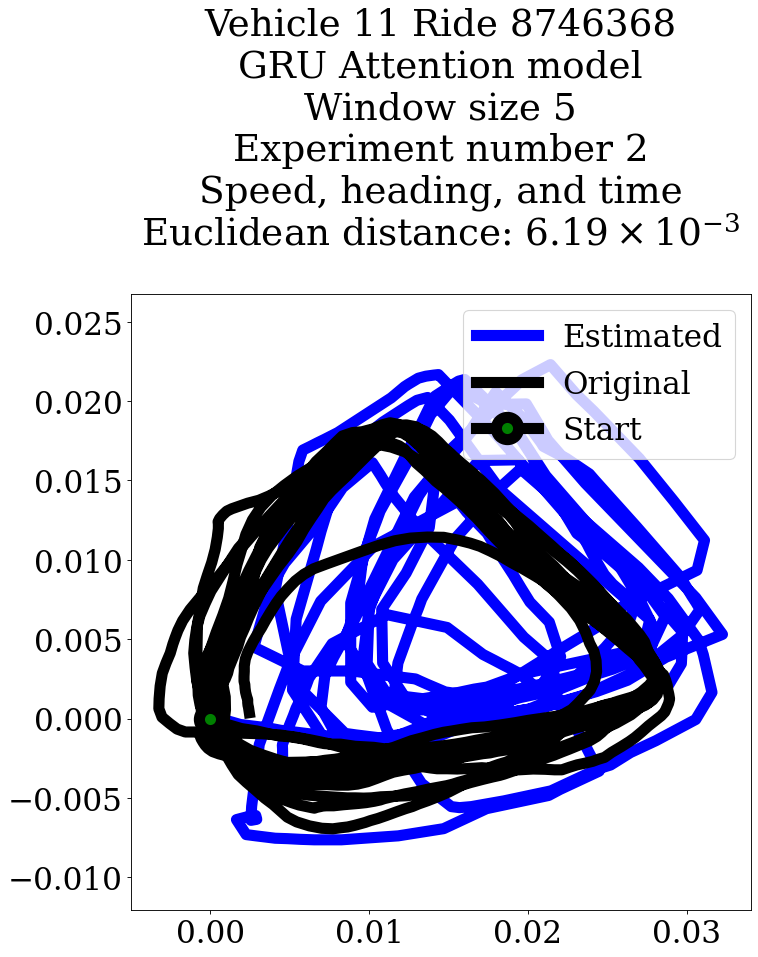 Vehicle 11 Ride 8746368
GRU Attention model
Window size 5
Experiment number 2
Speed, heading, and time
Euclidean distance: 6.19 × 10⁻³
Estimated
Original
Start
0.025
0.020
0.015
0.010
0.005
0.000
−0.005
−0.010
0.00 0.01 0.02 0.03